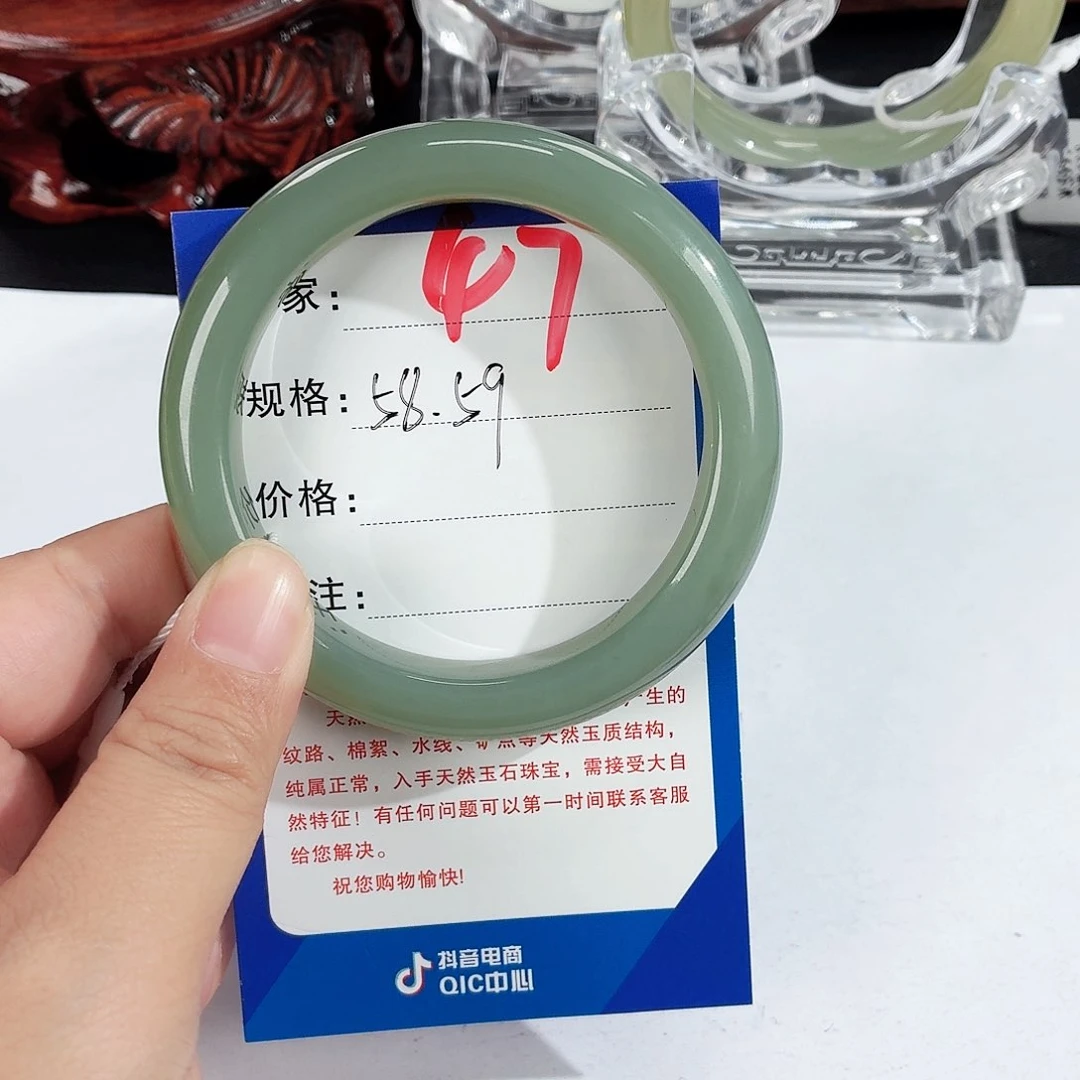 47
家：
规格：58.59
价格：
注：
天然 产生的
纹路、棉絮、水线、矿点等天然玉质结构，
纯属正常，入手天然玉石珠宝，需接受大自
然特征！有任何问题可以第一时间联系客服
给您解决。
祝您购物愉快!
抖音电商
QIC中心